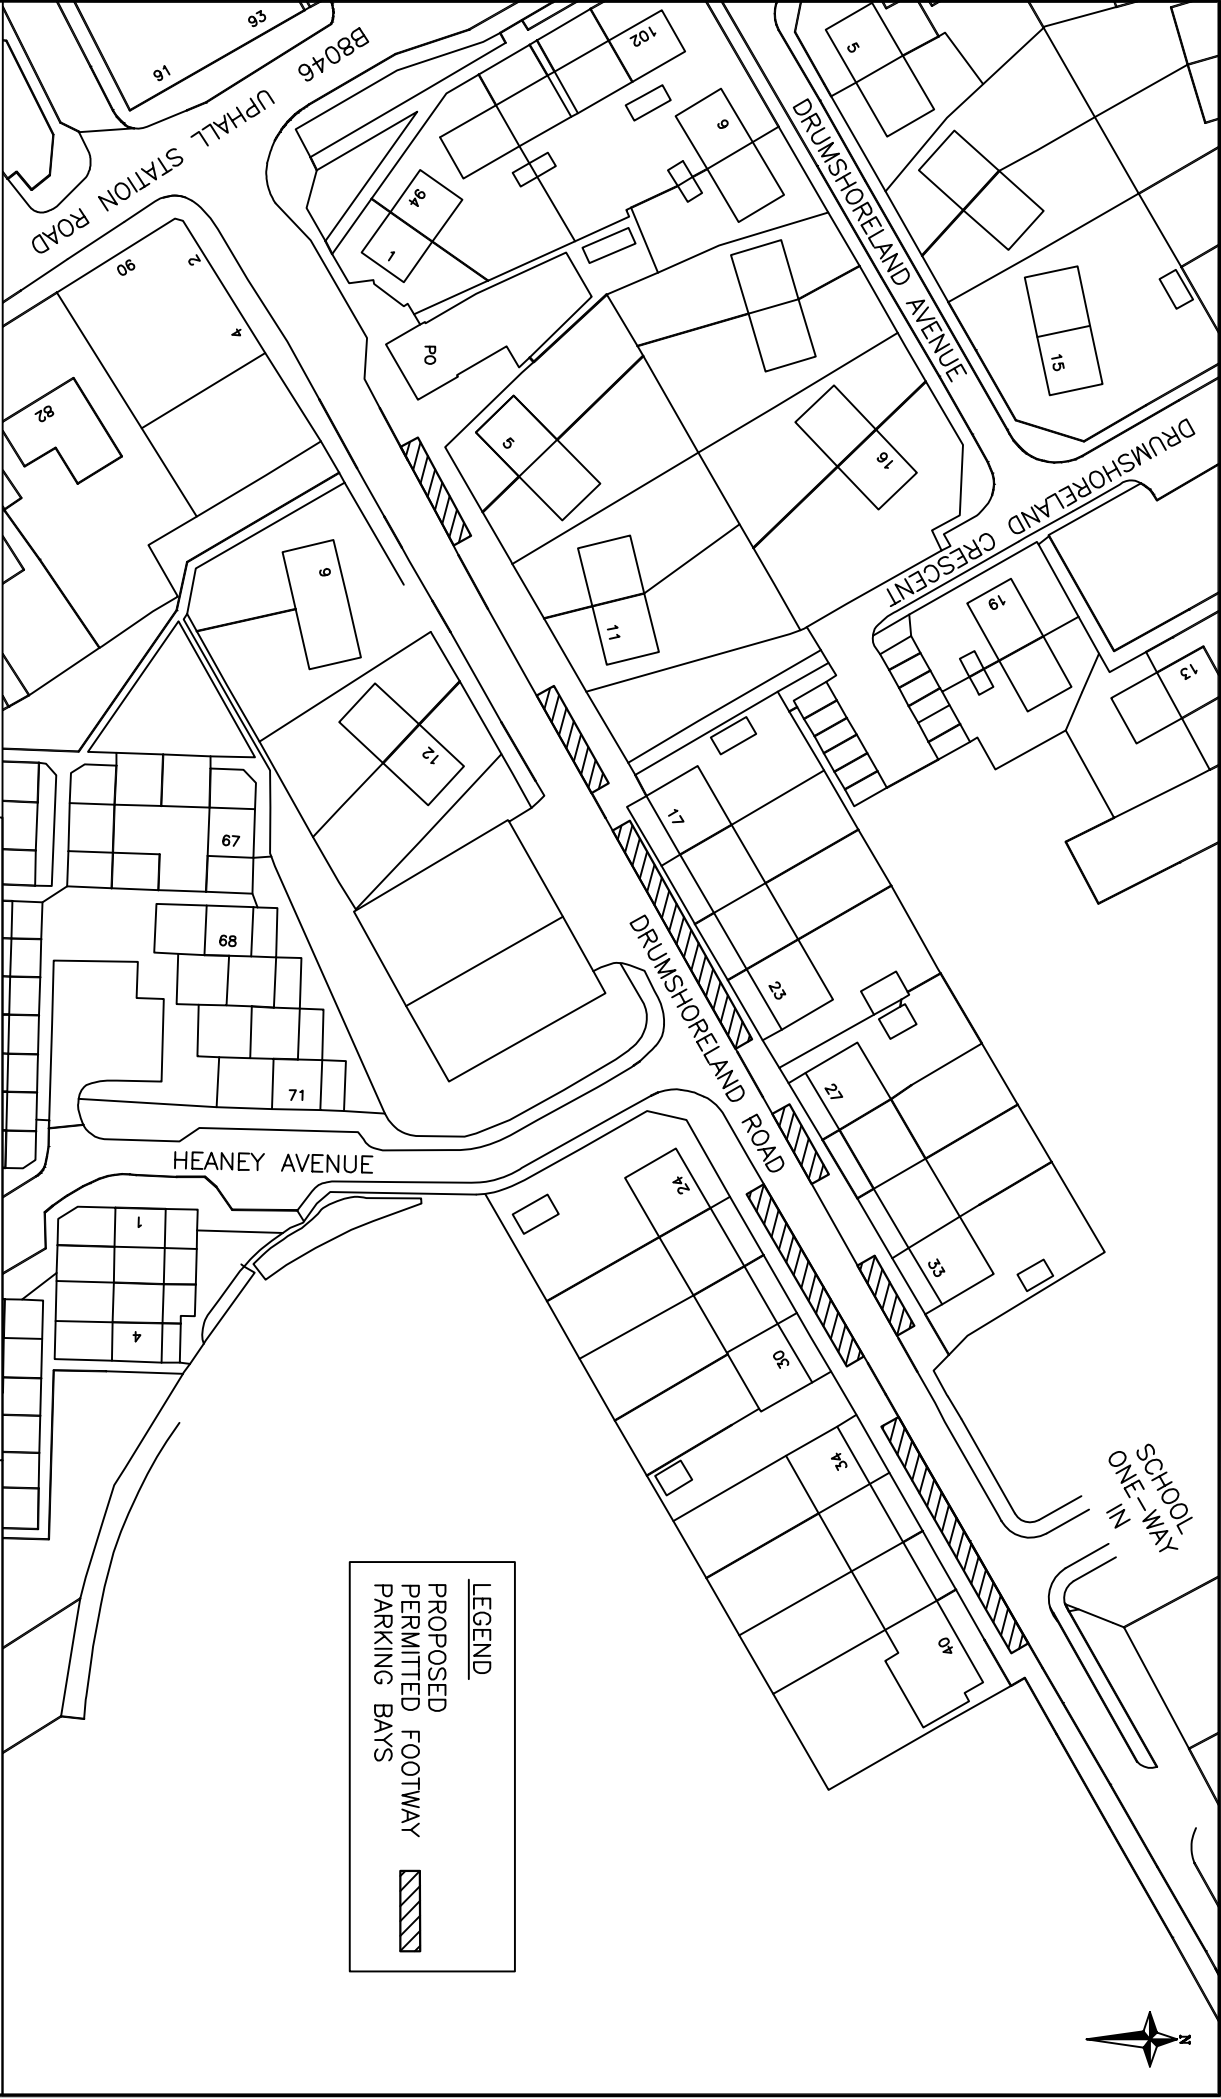 93
91
B8046 UPHALL STATION ROAD
102
94
1
9
5
DRUMSHORELAND AVENUE
15
90
2
4
82
PO
5
16
DRUMSHORELAND CRESCENT
9
11
19
13
12
17
67
68
71
23
DRUMSHORELAND ROAD
27
33
HEANEY AVENUE
24
30
1
4
34
40
SCHOOL
ONE-WAY
IN
LEGEND
PROPOSED
PERMITTED FOOTWAY
PARKING BAYS
N